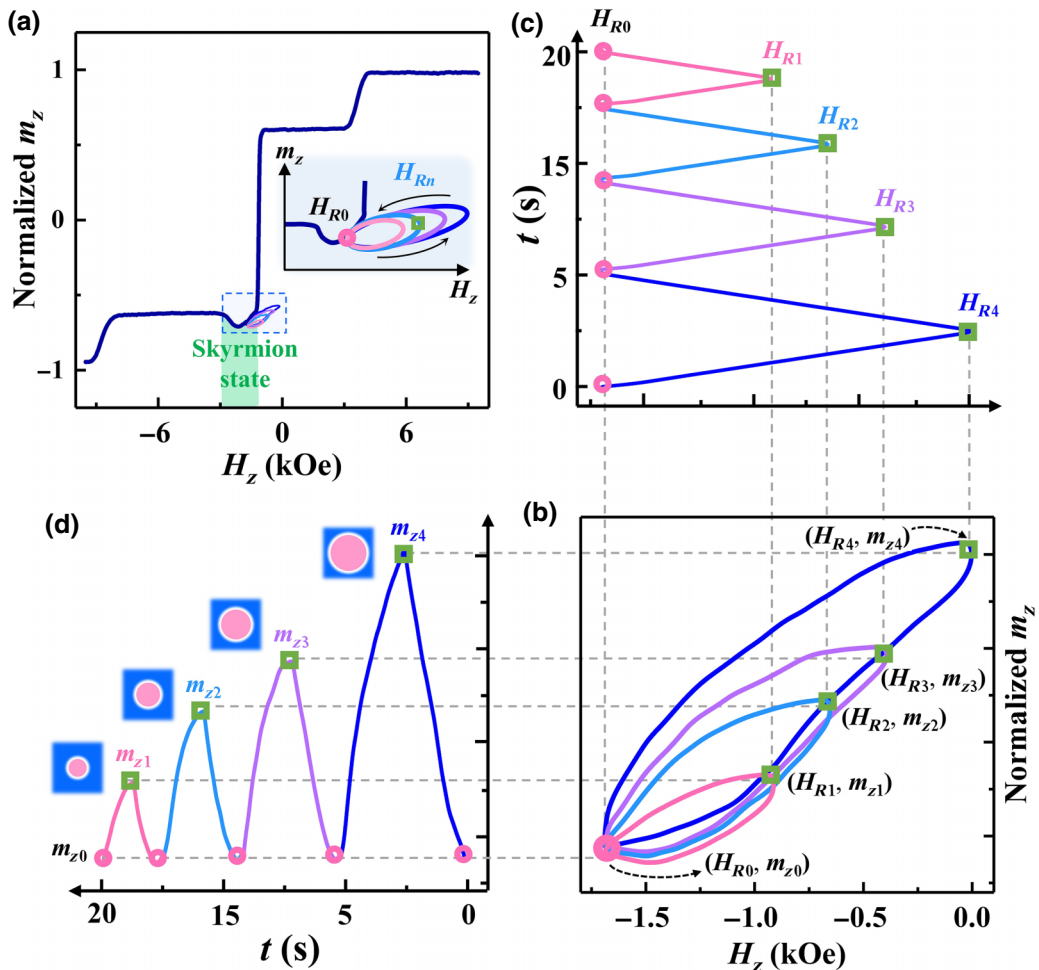 (a)
Normalized m_z
1
0
−1
−6
0
6
H_z (kOe)
Skyrmion
state
m_z
H_R0
H_Rn
H_z
(c)
H_R0
t (s)
20
15
5
0
H_R1
H_R2
H_R3
H_R4
(d)
m_z4
m_z3
m_z2
m_z1
m_z0
20
15
5
0
t (s)
(b)
(H_R4, m_z4)
(H_R3, m_z3)
(H_R2, m_z2)
(H_R1, m_z1)
(H_R0, m_z0)
Normalized m_z
−1.5
−1.0
−0.5
0.0
H_z (kOe)